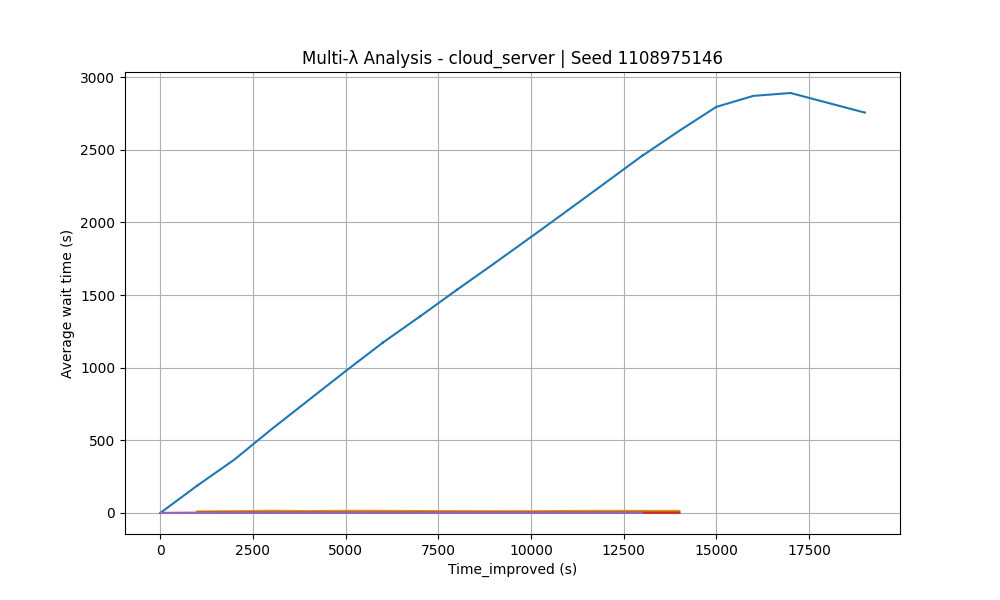 Multi-λ Analysis - cloud_server | Seed 1108975146
Average wait time (s)
3000
2500
2000
1500
1000
500
0
0 2500 5000 7500 10000 12500 15000 17500
Time_improved (s)